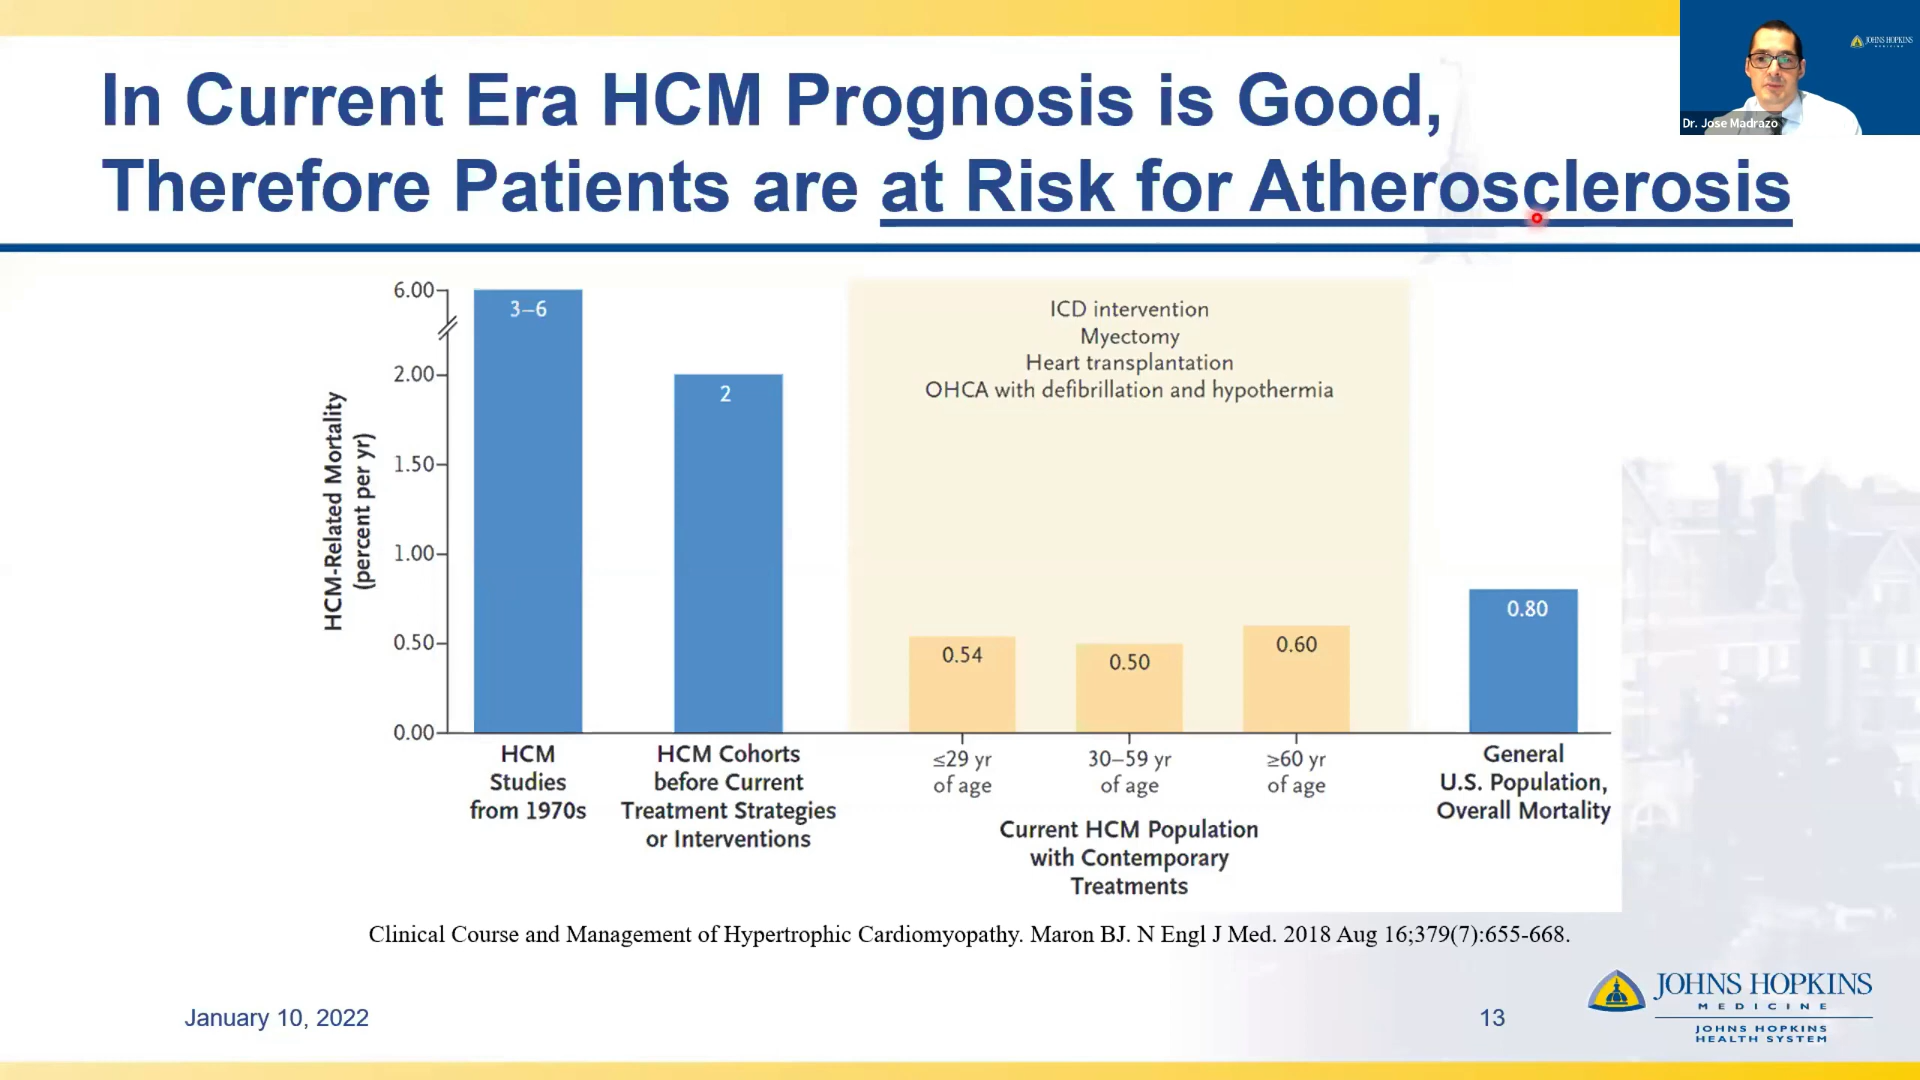 In Current Era HCM Prognosis is Good,
Therefore Patients are at Risk for Atherosclerosis
JOHNS HOPKINS
MEDICINE
Dr. Jose Madrazo
HCM-Related Mortality
(percent per yr)
6.00
2.00
1.50
1.00
0.50
0.00
3–6
2
ICD intervention
Myectomy
Heart transplantation
OHCA with defibrillation and hypothermia
0.54
0.50
0.60
0.80
HCM
Studies
from 1970s
HCM Cohorts
before Current
Treatment Strategies
or Interventions
≤29 yr
of age
30–59 yr
of age
≥60 yr
of age
Current HCM Population
with Contemporary
Treatments
General
U.S. Population,
Overall Mortality
Clinical Course and Management of Hypertrophic Cardiomyopathy. Maron BJ. N Engl J Med. 2018 Aug 16;379(7):655-668.
January 10, 2022
13
JOHNS HOPKINS
MEDICINE
JOHNS HOPKINS
HEALTH SYSTEM